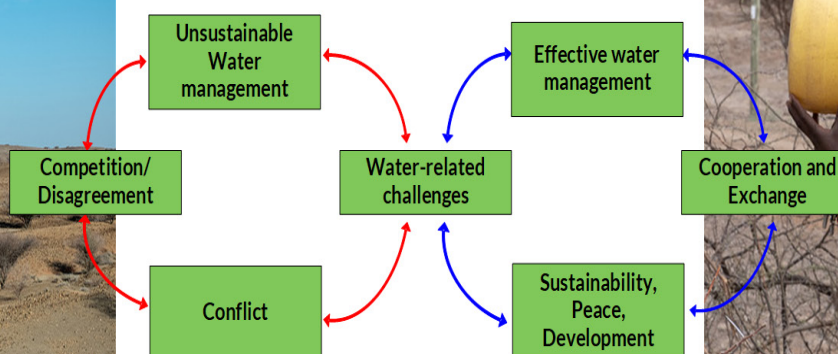 Unsustainable
Water
management
Effective water
management
Competition/
Disagreement
Water-related
challenges
Cooperation and
Exchange
Conflict
Sustainability,
Peace,
Development